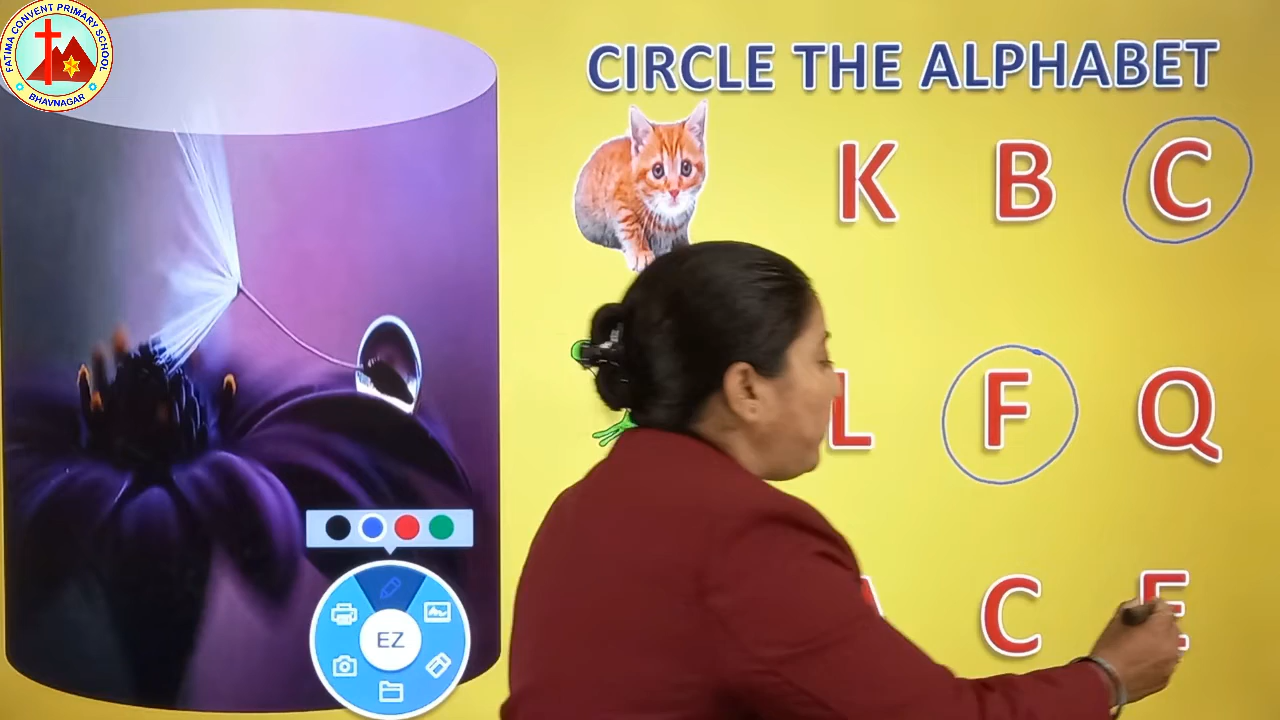 FATIMA CONVENT PRIMARY SCHOOL
BHAVNAGAR
CIRCLE THE ALPHABET
K B C
L F Q
C E
EZ